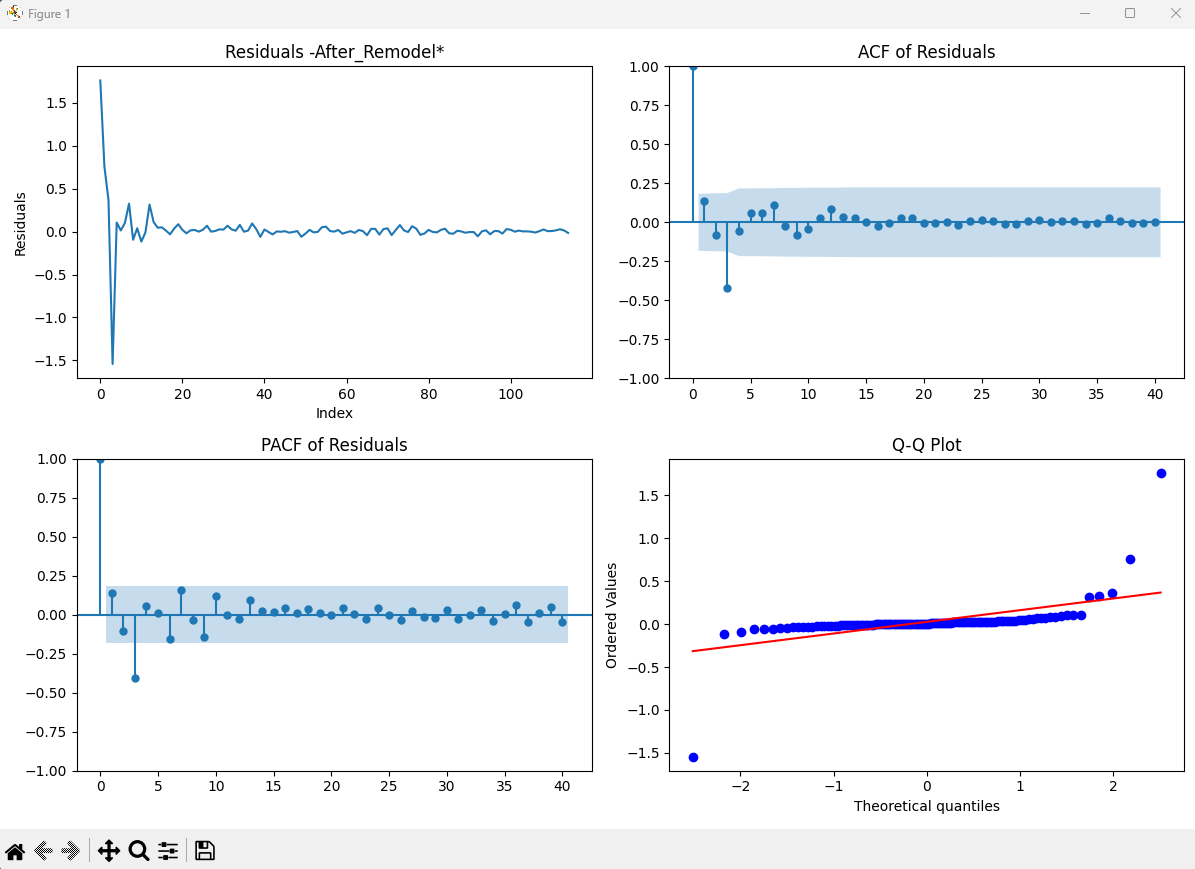 Figure 1
Residuals -After_Remodel*
1.5
1.0
0.5
0.0
−0.5
−1.0
−1.5
Residuals
0 20 40 60 80 100
Index
ACF of Residuals
1.00
0.75
0.50
0.25
0.00
−0.25
−0.50
−0.75
−1.00
0 5 10 15 20 25 30 35 40
PACF of Residuals
1.00
0.75
0.50
0.25
0.00
−0.25
−0.50
−0.75
−1.00
0 5 10 15 20 25 30 35 40
Q-Q Plot
1.5
1.0
0.5
0.0
−0.5
−1.0
−1.5
Ordered Values
−2 −1 0 1 2
Theoretical quantiles